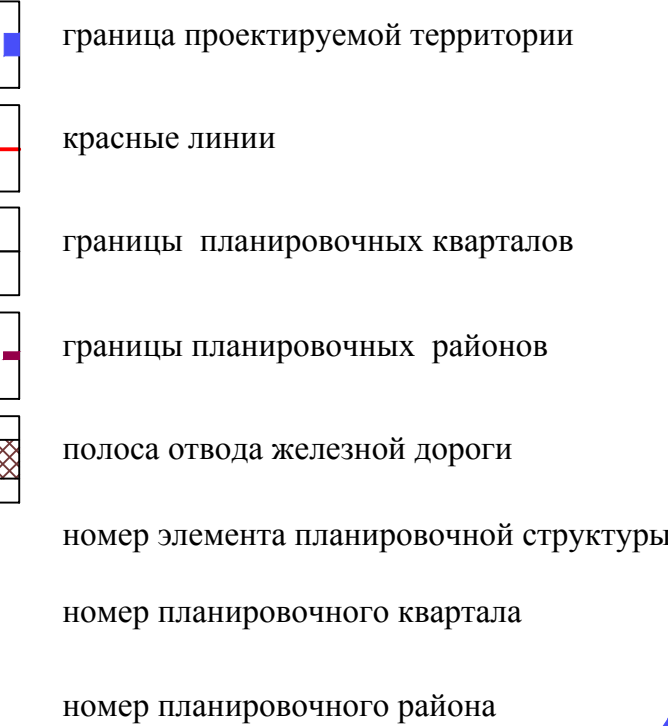 граница проектируемой территории
красные линии
границы планировочных кварталов
границы планировочных районов
полоса отвода железной дороги
номер элемента планировочной структуры
номер планировочного квартала
номер планировочного района